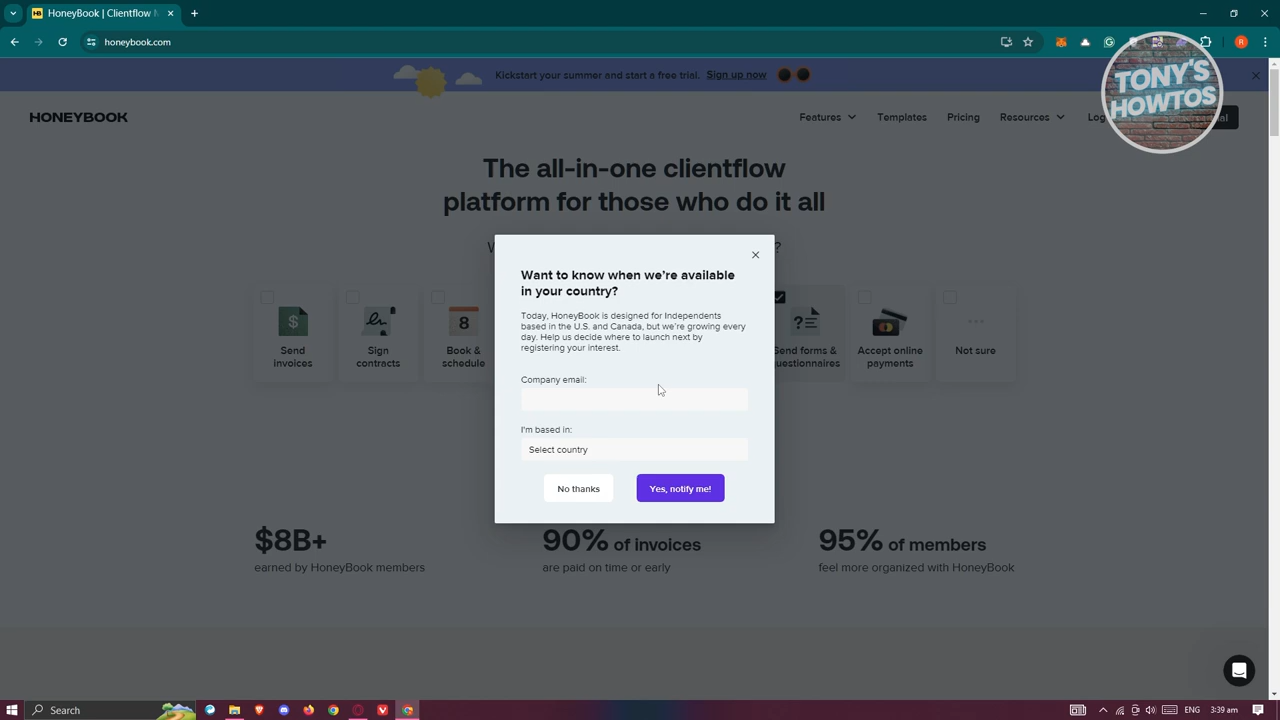 HoneyBook | Clientflow M
honeybook.com
Kickstart your summer and start a free trial. Sign up now
TONY'S
HOWTOS
HONEYBOOK
Features
Templates
Pricing
Resources
Log
The all-in-one clientflow
platform for those who do it all
?
Want to know when we're available
in your country?
Today, HoneyBook is designed for Independents
based in the U.S. and Canada, but we're growing every
day. Help us decide where to launch next by
registering your interest.
Company email:
I'm based in:
Select country
No thanks
Yes, notify me!
Send
invoices
Sign
contracts
8
Book &
schedule
Send forms &
questionnaires
Accept online
payments
Not sure
$8B+
earned by HoneyBook members
90% of invoices
are paid on time or early
95% of members
feel more organized with HoneyBook
Search
ENG
3:39 am